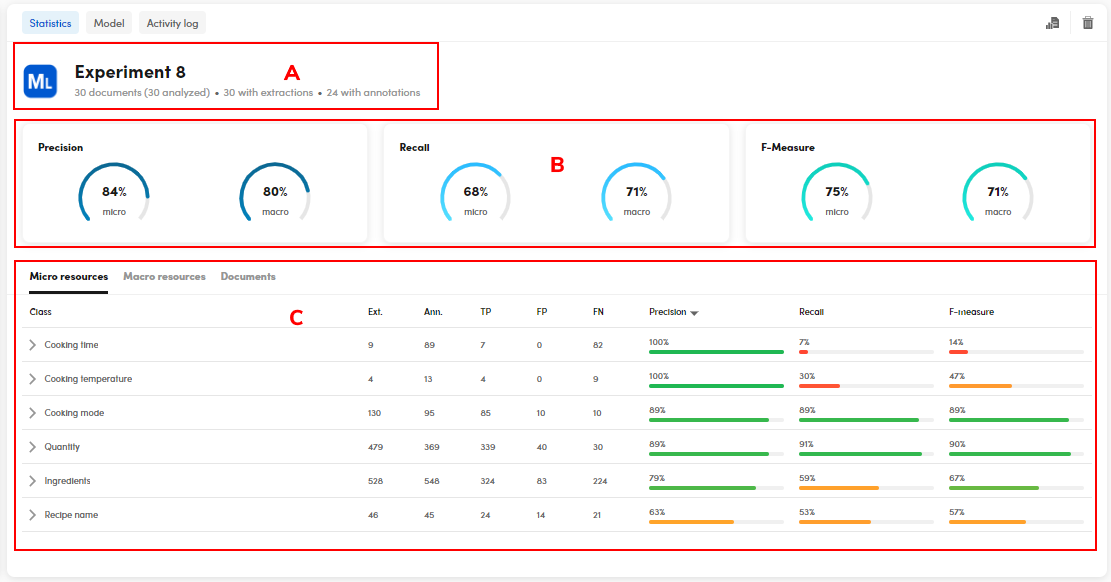 Statistics Model Activity log
ML Experiment 8 A
30 documents (30 analyzed) • 30 with extractions • 24 with annotations
Precision Recall B F-Measure
84% 80% 68% 71% 75% 71%
micro macro micro macro micro macro
Micro resources Macro resources Documents
Class C Ext. Ann. TP FP FN Precision Recall F-measure
Cooking time 9 89 7 0 82 100% 7% 14%
Cooking temperature 4 13 4 0 9 100% 30% 47%
Cooking mode 130 95 85 10 10 89% 89% 89%
Quantity 479 369 339 40 30 89% 91% 90%
Ingredients 528 548 324 83 224 79% 59% 67%
Recipe name 46 45 24 14 21 63% 53% 57%